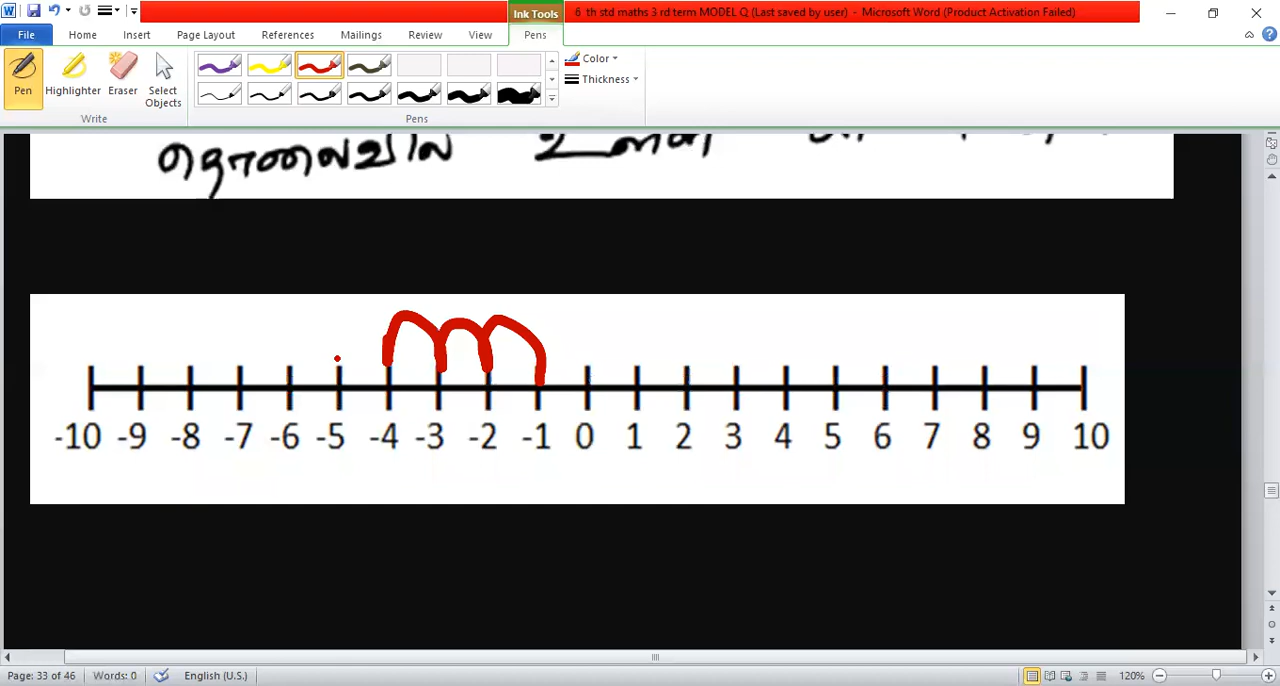 Ink Tools
6 th std maths 3 rd term MODEL Q (Last saved by user) - Microsoft Word (Product Activation Failed)
File Home Insert Page Layout References Mailings Review View Pens
Pen Highlighter Eraser Select Objects
Color
Thickness
Write Pens
தொலைவில் உள்ள
-10 -9 -8 -7 -6 -5 -4 -3 -2 -1 0 1 2 3 4 5 6 7 8 9 10
Page: 33 of 46 Words: 0 English (U.S.) 120%